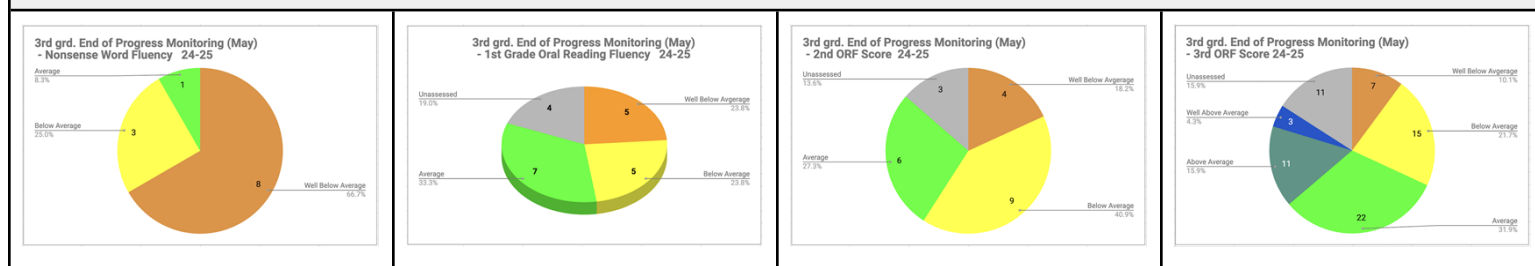 3rd grd. End of Progress Monitoring (May)
- Nonsense Word Fluency 24-25
Average
8.3%
1
Below Average
25.0%
3
8
Well Below Average
66.7%
3rd grd. End of Progress Monitoring (May)
- 1st Grade Oral Reading Fluency 24-25
Unassessed
19.0%
4
5
Well Below Avgerage
23.8%
Average
33.3%
7
5
Below Average
23.8%
3rd grd. End of Progress Monitoring (May)
- 2nd ORF Score 24-25
Unassessed
13.6%
3
4
Well Below Avgerage
18.2%
Average
27.3%
6
9
Below Average
40.9%
3rd grd. End of Progress Monitoring (May)
- 3rd ORF Score 24-25
Unassessed
15.9%
11
7
Well Below Avgerage
10.1%
Well Above Average
4.3%
3
15
Below Average
21.7%
Above Average
15.9%
11
22
Average
31.9%